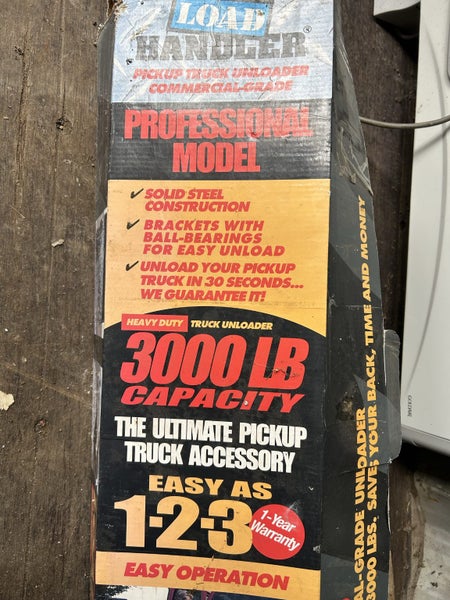 LOAD
HANDLER®
PICKUP TRUCK UNLOADER
COMMERCIAL-GRADE
PROFESSIONAL
MODEL
✓ SOLID STEEL
CONSTRUCTION
✓ BRACKETS WITH
BALL-BEARINGS
FOR EASY UNLOAD
✓ UNLOAD YOUR PICKUP
TRUCK IN 30 SECONDS...
WE GUARANTEE IT!
HEAVY DUTY TRUCK UNLOADER
3000 LB
CAPACITY
THE ULTIMATE PICKUP
TRUCK ACCESSORY
EASY AS
1-2-3
1-Year
Warranty
EASY OPERATION
AL-GRADE UNLOADER
3000 LBS. SAVES YOUR BACK, TIME AND MONEY